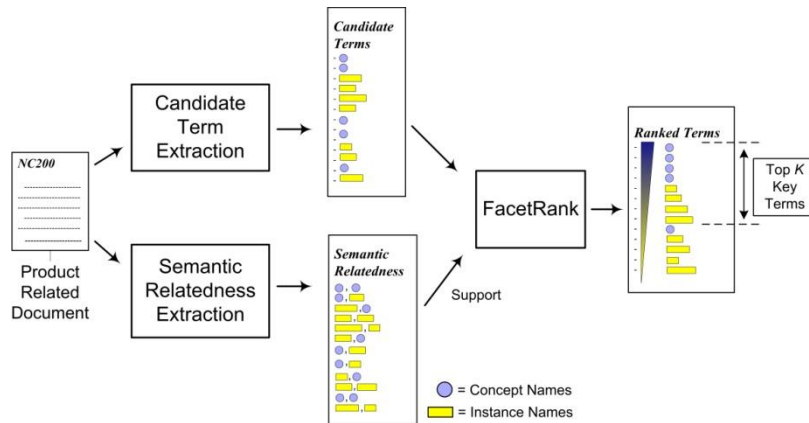 Candidate
Terms
Candidate
Term
Extraction
NC200
Product
Related
Document
Semantic
Relatedness
Extraction
Semantic
Relatedness
FacetRank
Support
Ranked Terms
Top K
Key
Terms
= Concept Names
= Instance Names